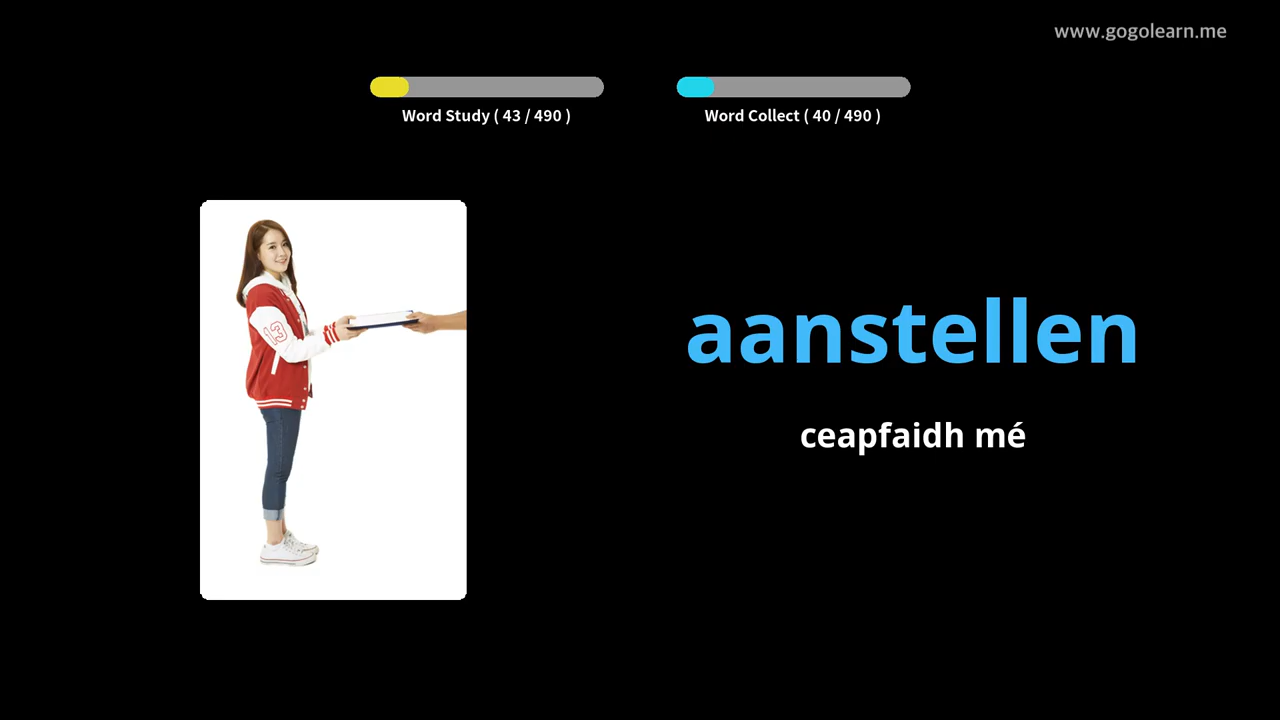 www.gogolearn.me
Word Study ( 43 / 490 )
Word Collect ( 40 / 490 )
13
aanstellen
ceapfaidh mé